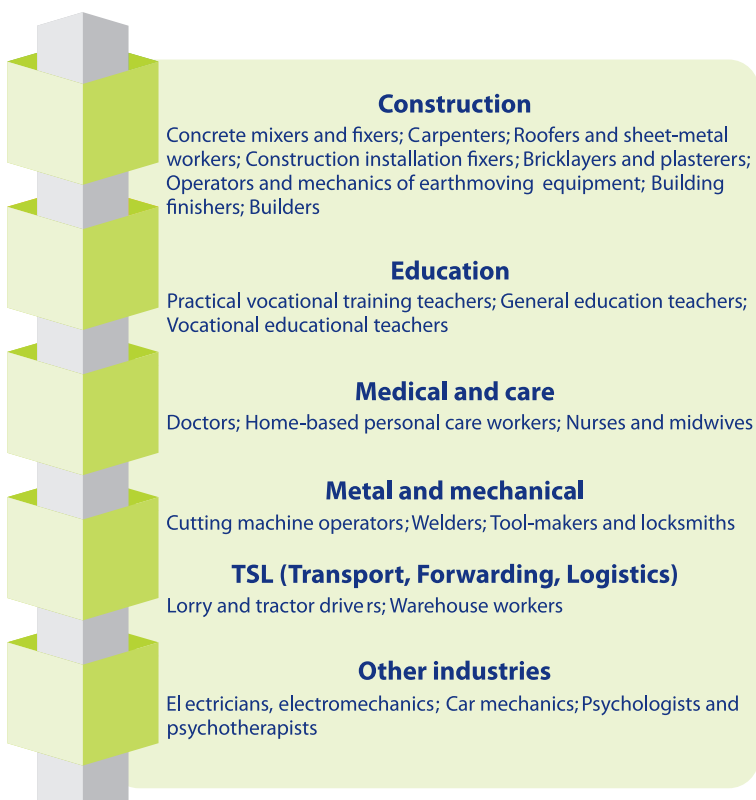 Construction
Concrete mixers and fixers; Carpenters; Roofers and sheet-metal
workers; Construction installation fixers; Bricklayers and plasterers;
Operators and mechanics of earthmoving equipment; Building
finishers; Builders
Education
Practical vocational training teachers; General education teachers;
Vocational educational teachers
Medical and care
Doctors; Home-based personal care workers; Nurses and midwives
Metal and mechanical
Cutting machine operators; Welders; Tool-makers and locksmiths
TSL (Transport, Forwarding, Logistics)
Lorry and tractor drivers; Warehouse workers
Other industries
El ectricians, electromechanics; Car mechanics; Psychologists and
psychotherapists